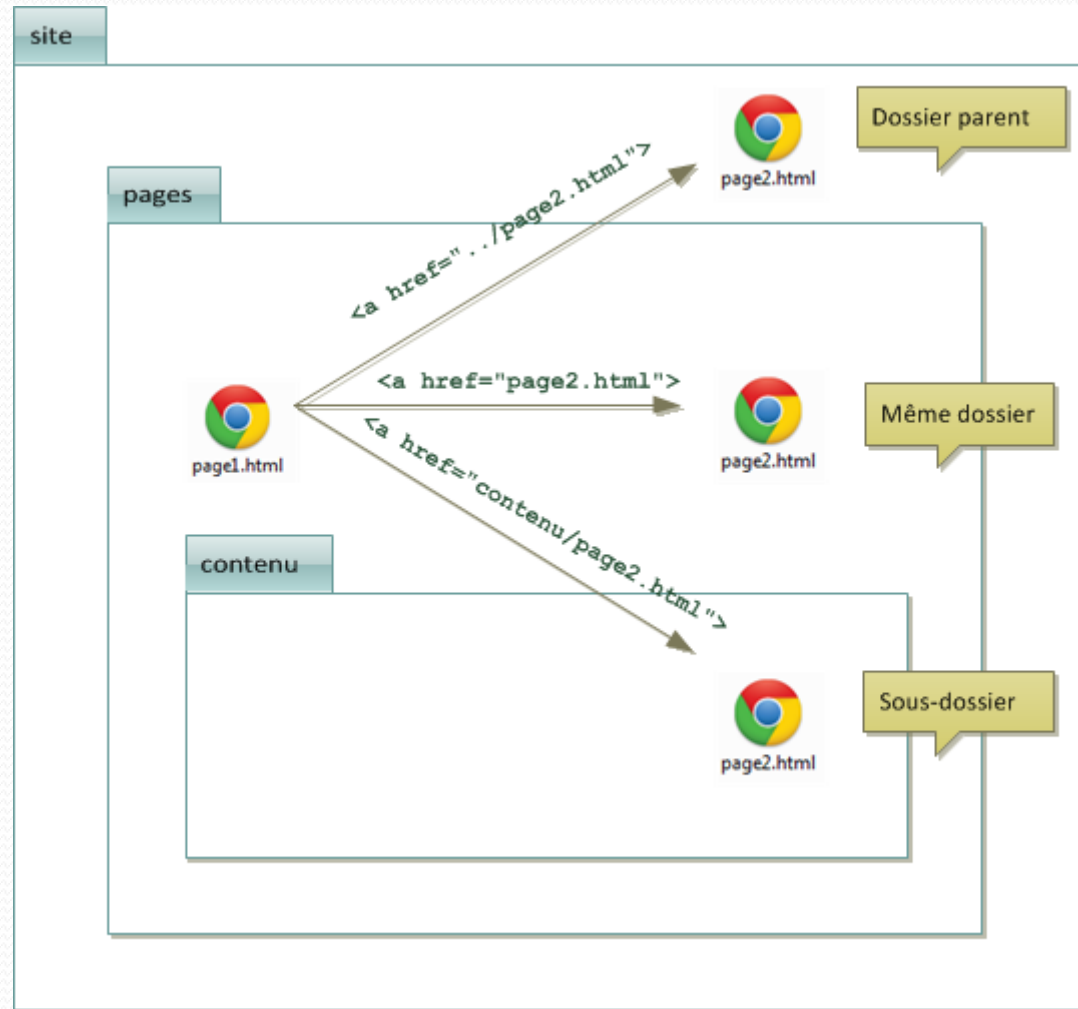 site
Dossier parent
page2.html
<a href="../page2.html">
pages
<a href="page2.html">
page1.html
page2.html
Même dossier
<a href="contenu/page2.html">
contenu
Sous-dossier
page2.html